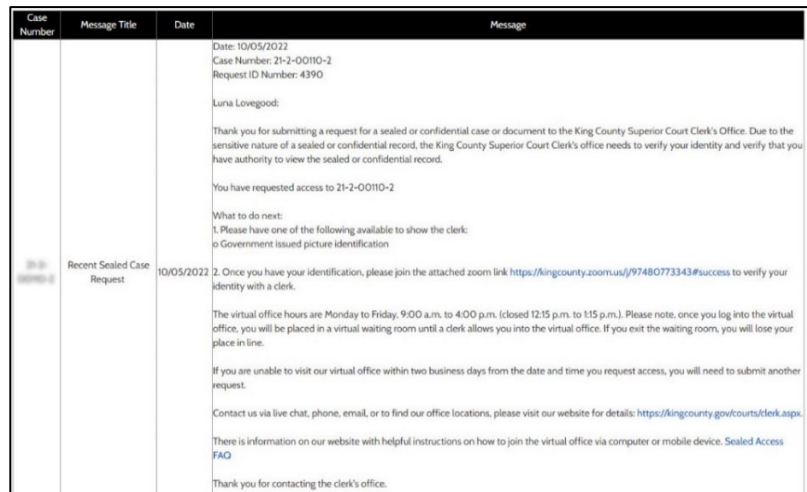 Case Number
Message Title
Date
Message
Date: 10/05/2022
Case Number: 21-2-00110-2
Request ID Number: 4390
Luna Lovegood:
Thank you for submitting a request for a sealed or confidential case or document to the King County Superior Court Clerk's Office. Due to the
sensitive nature of a sealed or confidential record, the King County Superior Court Clerk's office needs to verify your identity and verify that you
have authority to view the sealed or confidential record.
You have requested access to 21-2-00110-2
What to do next:
1. Please have one of the following available to show the clerk:
o Government issued picture identification
Recent Sealed Case
Request
10/05/2022
2. Once you have your identification, please join the attached zoom link https://kingcounty.zoom.us/j/97480773343#success to verify your
identity with a clerk.
The virtual office hours are Monday to Friday, 9:00 a.m. to 4:00 p.m. (closed 12:15 p.m. to 1:15 p.m.). Please note, once you log into the virtual
office, you will be placed in a virtual waiting room until a clerk allows you into the virtual office. If you exit the waiting room, you will lose your
place in line.
If you are unable to visit our virtual office within two business days from the date and time you request access, you will need to submit another
request.
Contact us via live chat, phone, email, or to find our office locations, please visit our website for details: https://kingcounty.gov/courts/clerk.aspx.
There is information on our website with helpful instructions on how to join the virtual office via computer or mobile device. Sealed Access
FAQ
Thank you for contacting the clerk's office.